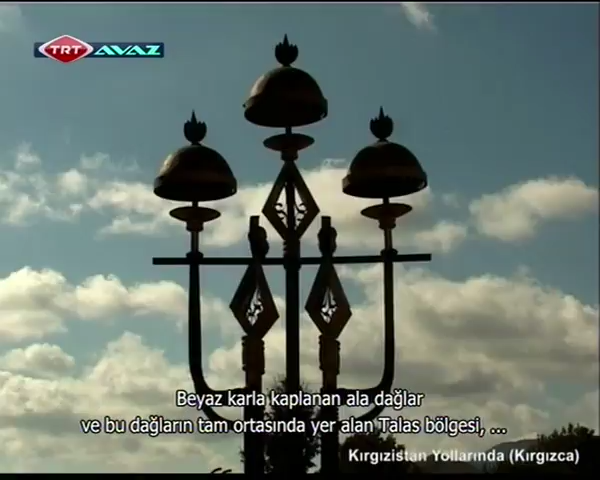 TRT AVAZ
Beyaz karla kaplanan ala dağlar
ve bu dağların tam ortasında yer alan Talas bölgesi, ...
Kırgızistan Yollarında (Kırgızca)